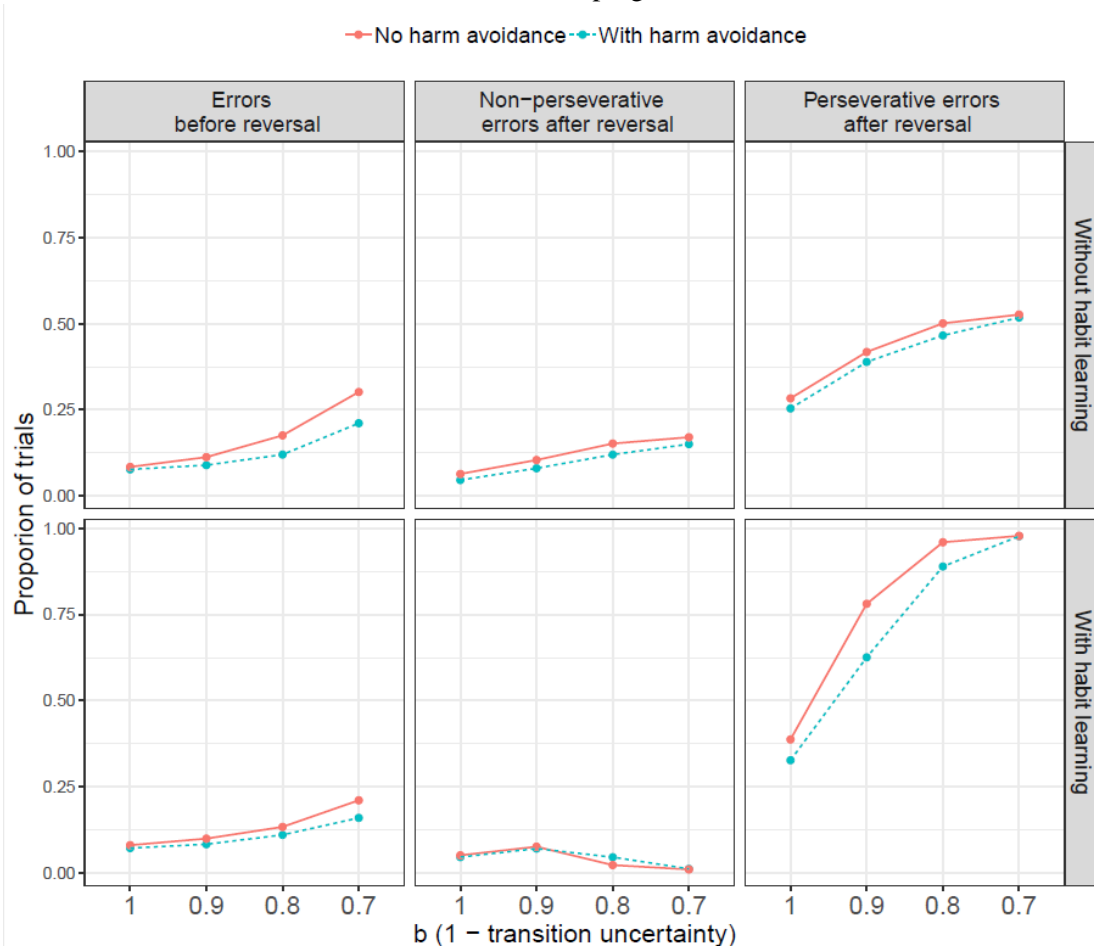 No harm avoidance With harm avoidance
Errors
before reversal
Non−perseverative
errors after reversal
Perseverative errors
after reversal
1.00
0.75
0.50
0.25
0.00
Without habit learning
Proporion of trials
1.00
0.75
0.50
0.25
0.00
With habit learning
1 0.9 0.8 0.7
1 0.9 0.8 0.7
1 0.9 0.8 0.7
b (1 − transition uncertainty)